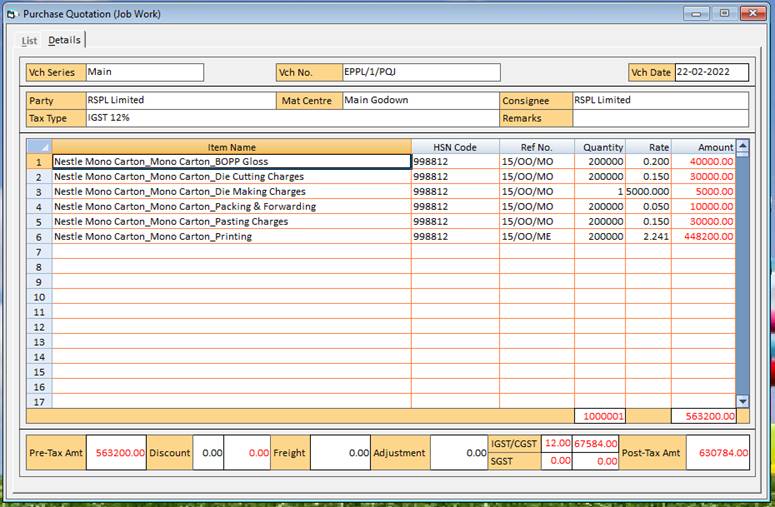 Purchase Quotation (Job Work)
List Details
Vch Series Main Vch No. EPPL/1/PQJ Vch Date 22-02-2022
Party RSPL Limited Mat Centre Main Godown Consignee RSPL Limited
Tax Type IGST 12% Remarks
Item Name HSN Code Ref No. Quantity Rate Amount
1 Nestle Mono Carton_Mono Carton_BOPP Gloss 998812 15/OO/MO 200000 0.200 40000.00
2 Nestle Mono Carton_Mono Carton_Die Cutting Charges 998812 15/OO/MO 200000 0.150 30000.00
3 Nestle Mono Carton_Mono Carton_Die Making Charges 998812 15/OO/MO 1 5000.000 5000.00
4 Nestle Mono Carton_Mono Carton_Packing & Forwarding 998812 15/OO/MO 200000 0.050 10000.00
5 Nestle Mono Carton_Mono Carton_Pasting Charges 998812 15/OO/MO 200000 0.150 30000.00
6 Nestle Mono Carton_Mono Carton_Printing 998812 15/OO/ME 200000 2.241 448200.00
7
8
9
10
11
12
13
14
15
16
17
1000001 563200.00
Pre-Tax Amt 563200.00 Discount 0.00 0.00 Freight 0.00 Adjustment 0.00 IGST/CGST 12.00 67584.00 Post-Tax Amt 630784.00
SGST 0.00 0.00